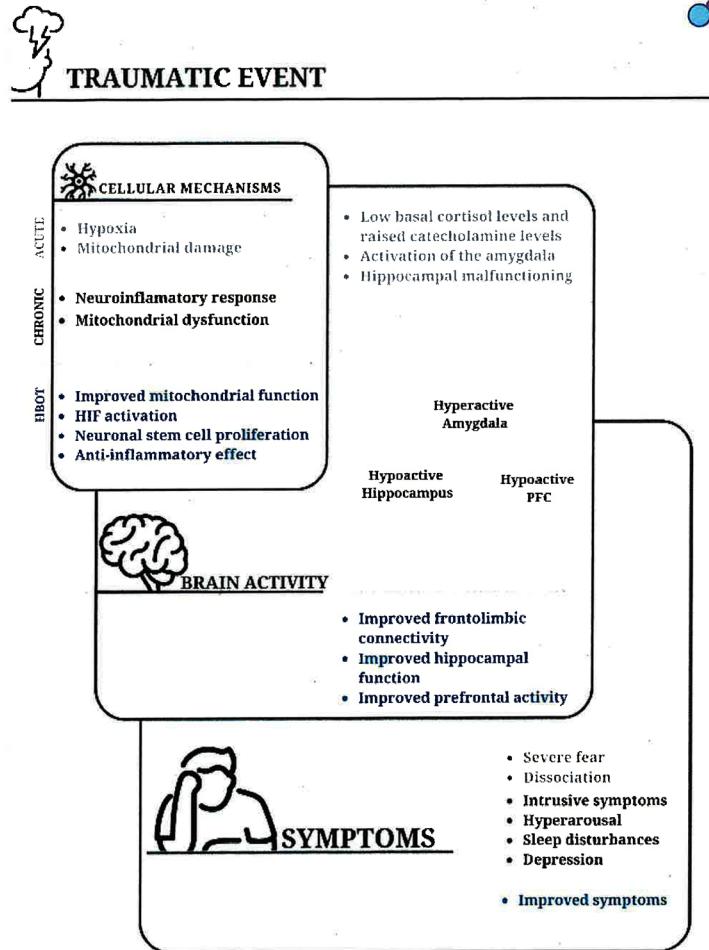 TRAUMATIC EVENT
CELLULAR MECHANISMS
ACUTE
• Hypoxia
• Mitochondrial damage
CHRONIC
• Neuroinflamatory response
• Mitochondrial dysfunction
HBOT
• Improved mitochondrial function
• HIF activation
• Neuronal stem cell proliferation
• Anti-inflammatory effect
• Low basal cortisol levels and
raised catecholamine levels
• Activation of the amygdala
• Hippocampal malfunctioning
Hyperactive
Amygdala
Hypoactive
Hippocampus
Hypoactive
PFC
BRAIN ACTIVITY
• Improved frontolimbic
connectivity
• Improved hippocampal
function
• Improved prefrontal activity
SYMPTOMS
• Severe fear
• Dissociation
• Intrusive symptoms
• Hyperarousal
• Sleep disturbances
• Depression
• Improved symptoms